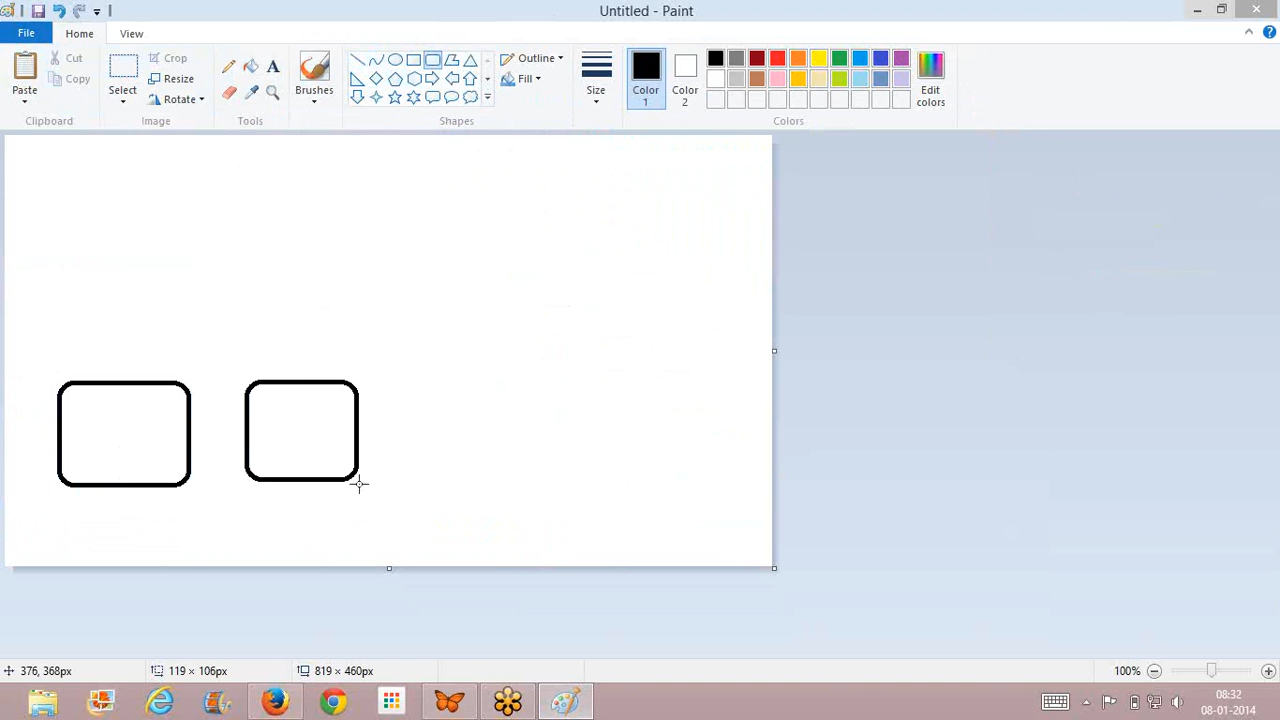 Untitled - Paint
File Home View
Paste
Cut
Copy
Clipboard
Select
Crop
Resize
Rotate
Image
Tools
Brushes
Outline
Fill
Shapes
Size
Color 1
Color 2
Edit colors
Colors
376, 368px 119 × 106px 819 × 460px 100%
08:32
08-01-2014